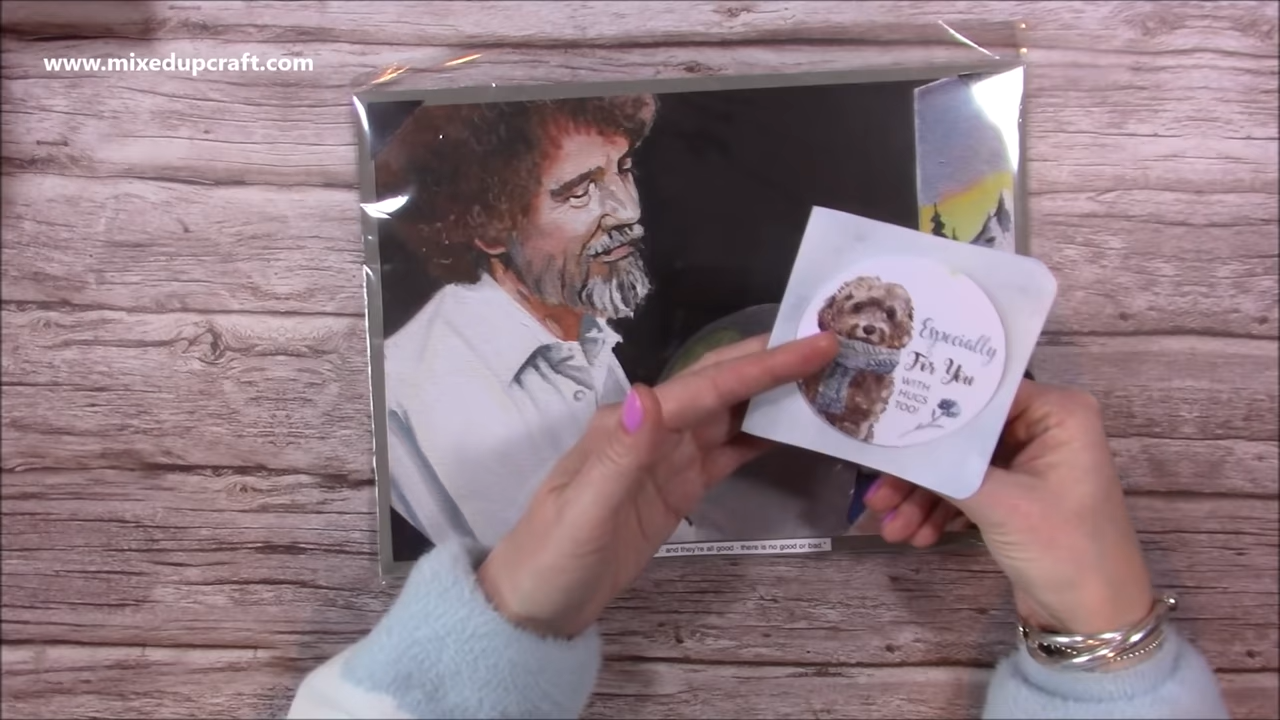 www.mixedupcraft.com
Especially
For You
WITH
HUGS
TOO!
- and they're all good - there is no good or bad."